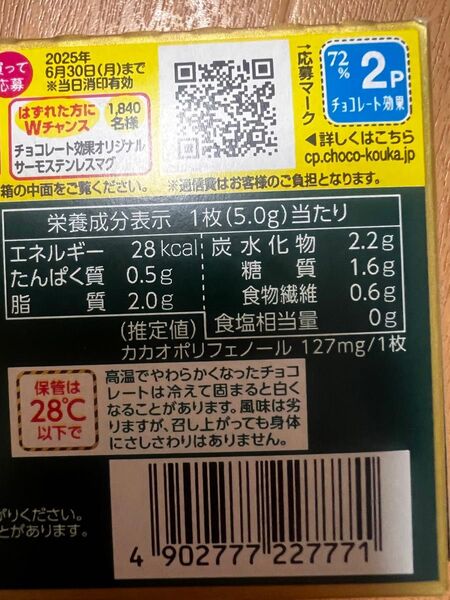 買って
応募
2025年
6月30日(月)まで
※当日消印有効
はずれた方に
Wチャンス
1,840
名様
チョコレート効果オリジナル
サーモステンレスマグ
箱の中面をご覧ください。
→応募マーク
72%
2P
チョコレート効果
◀詳しくはこちら
cp.choco-kouka.jp/
※通信費はお客様のご負担となります。
栄養成分表示 1枚(5.0g)当たり
エネルギー 28kcal
たんぱく質 0.5g
脂質 2.0g
炭水化物 2.2g
糖質 1.6g
食物繊維 0.6g
(推定値) 食塩相当量 0g
カカオポリフェノール 127mg/1枚
保管は
28℃
以下で
高温でやわらかくなったチョコ
レートは冷えて固まると白く
なることがあります。風味は劣
りますが、召し上がっても身体
にさしさわりはありません。
がりください。
とがあります。
4 902777 227771